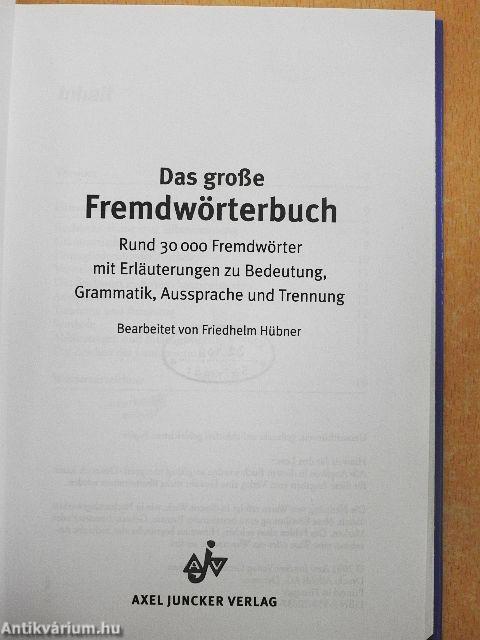 Das große
Fremdwörterbuch
Rund 30 000 Fremdwörter
mit Erläuterungen zu Bedeutung,
Grammatik, Aussprache und Trennung
Bearbeitet von Friedhelm Hübner
AJV
AXEL JUNCKER VERLAG
Antikvárium.hu